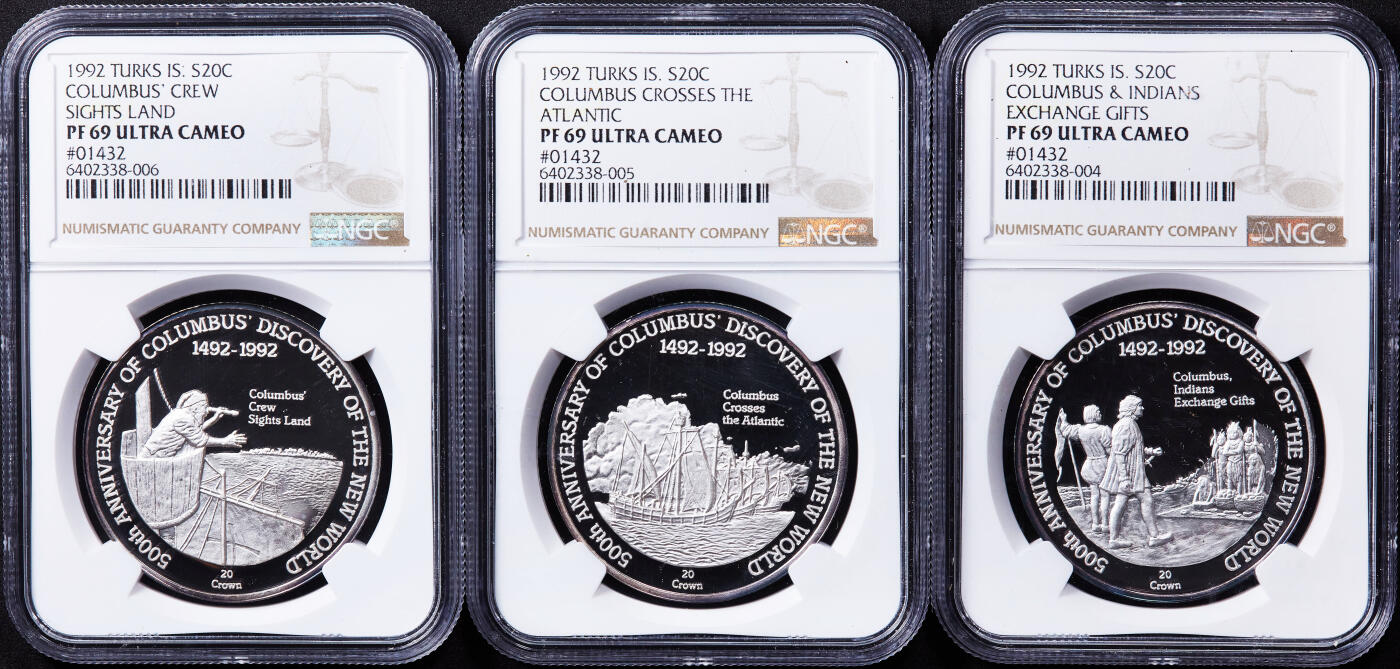 1992 TURKS IS. S20C
COLUMBUS' CREW
SIGHTS LAND
PF 69 ULTRA CAMEO
#01432
6402338-006
NUMISMATIC GUARANTY COMPANY
NGC®
500th ANNIVERSARY OF COLUMBUS' DISCOVERY OF THE NEW WORLD
1492-1992
Columbus'
Crew
Sights Land
20
Crown
1992 TURKS IS. S20C
COLUMBUS CROSSES THE
ATLANTIC
PF 69 ULTRA CAMEO
#01432
6402338-005
NUMISMATIC GUARANTY COMPANY
NGC®
500th ANNIVERSARY OF COLUMBUS' DISCOVERY OF THE NEW WORLD
1492-1992
Columbus
Crosses
the Atlantic
20
Crown
1992 TURKS IS. S20C
COLUMBUS & INDIANS
EXCHANGE GIFTS
PF 69 ULTRA CAMEO
#01432
6402338-004
NUMISMATIC GUARANTY COMPANY
NGC®
500th ANNIVERSARY OF COLUMBUS' DISCOVERY OF THE NEW WORLD
1492-1992
Columbus,
Indians
Exchange Gifts
20
Crown